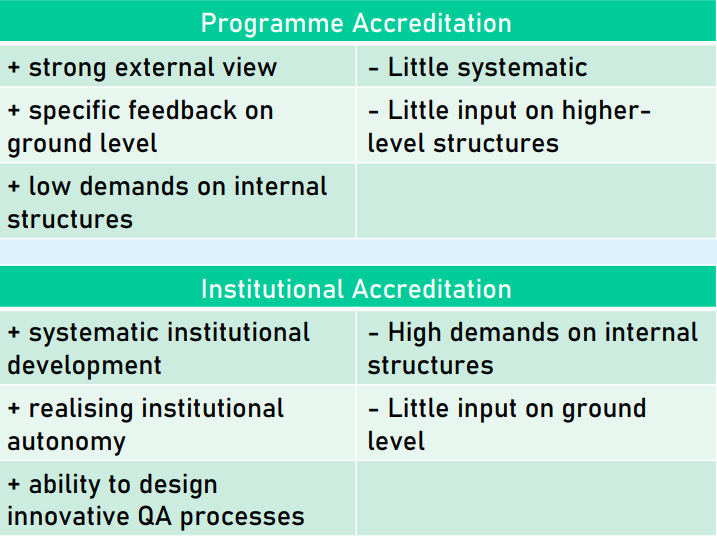 Programme Accreditation
+ strong external view
- Little systematic
+ specific feedback on
ground level
- Little input on higher-
level structures
+ low demands on internal
structures
Institutional Accreditation
+ systematic institutional
development
- High demands on internal
structures
+ realising institutional
autonomy
- Little input on ground
level
+ ability to design
innovative QA processes